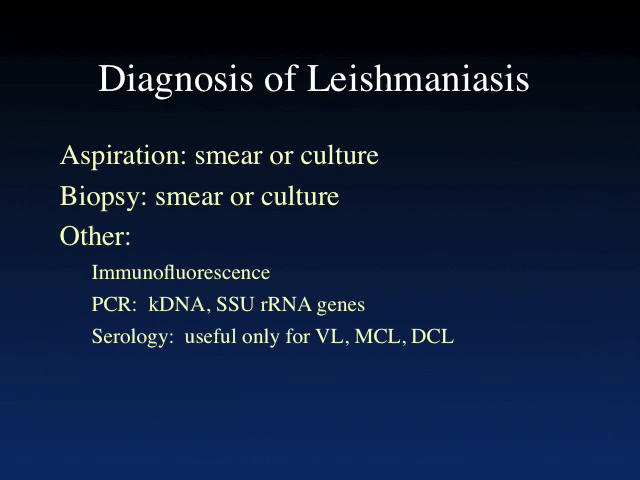 Diagnosis of Leishmaniasis
Aspiration: smear or culture
Biopsy: smear or culture
Other:
Immunofluorescence
PCR:  kDNA, SSU rRNA genes
Serology:  useful only for VL, MCL, DCL